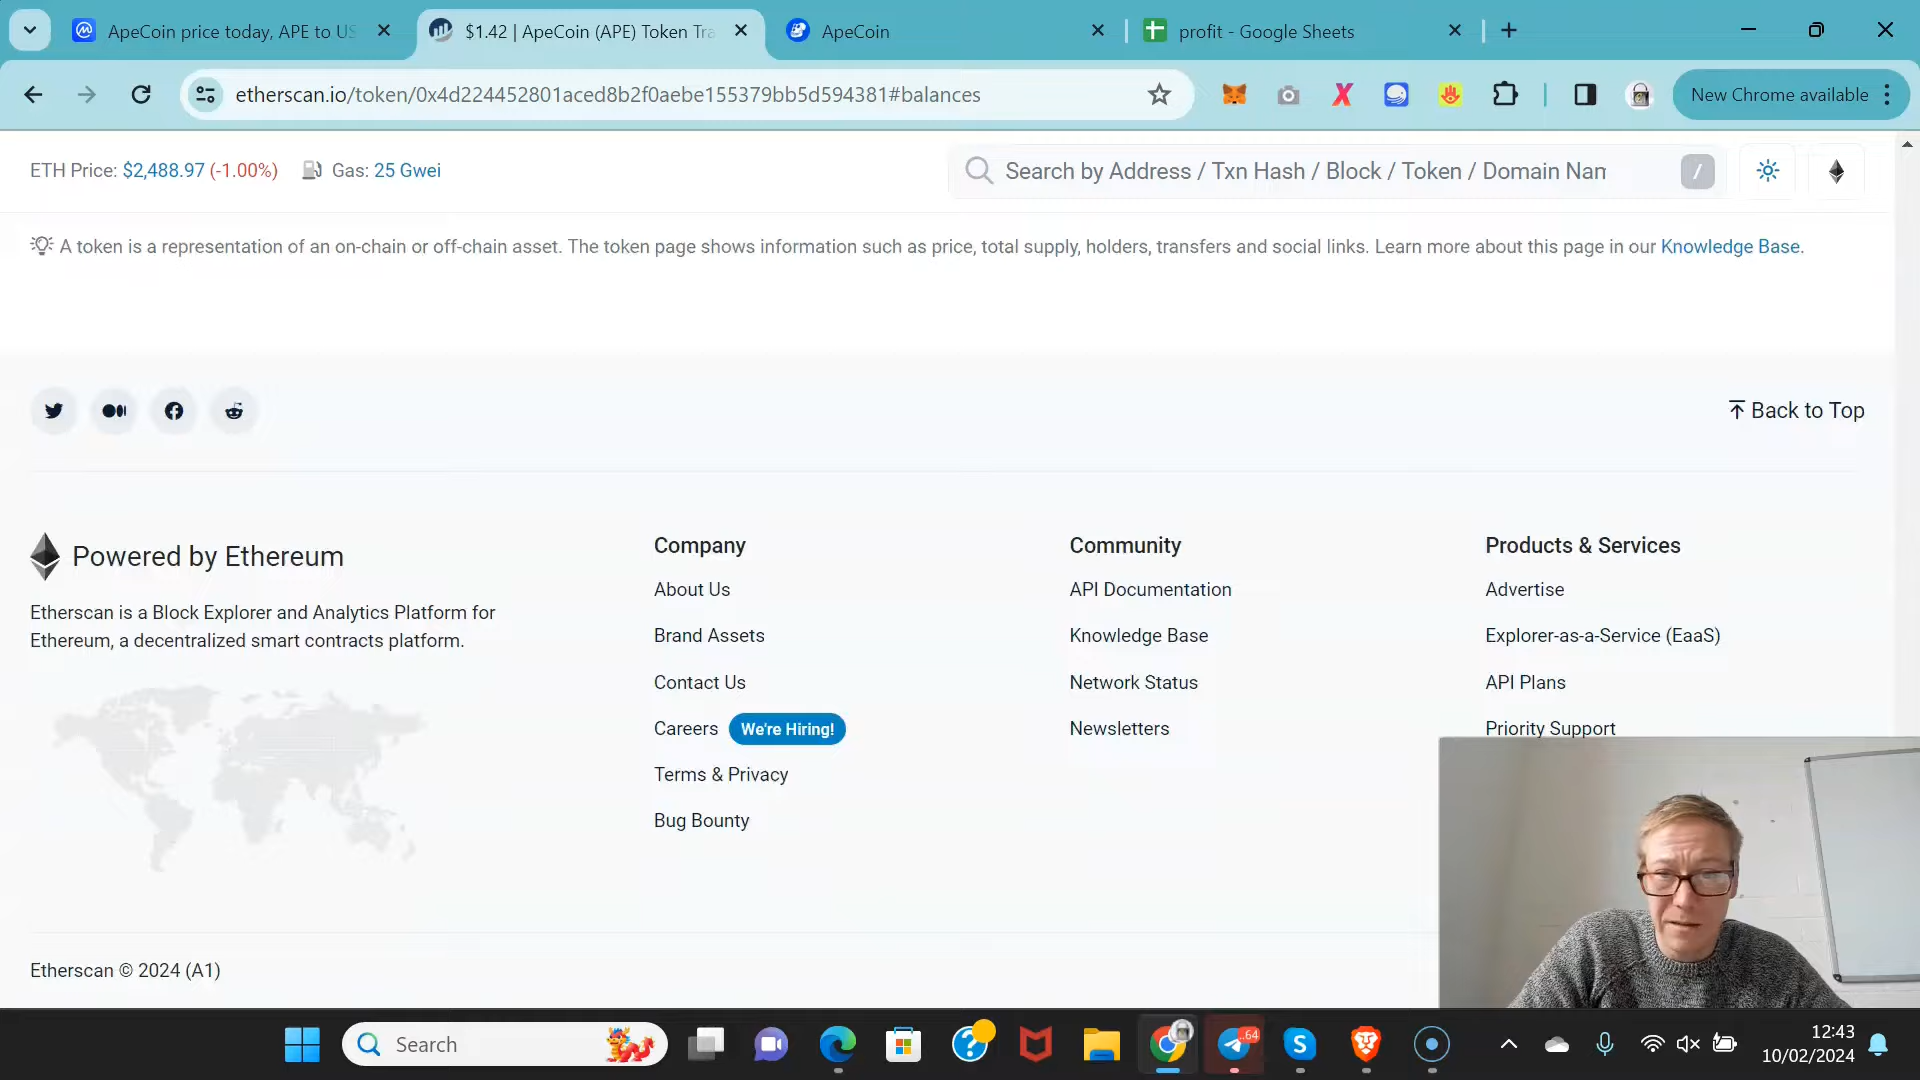 ApeCoin price today, APE to US
$1.42 | ApeCoin (APE) Token Tra
ApeCoin
profit - Google Sheets
etherscan.io/token/0x4d224452801aced8b2f0aebe155379bb5d594381#balances
New Chrome available
ETH Price: $2,488.97 (-1.00%)
Gas: 25 Gwei
Search by Address / Txn Hash / Block / Token / Domain Nam
/
A token is a representation of an on-chain or off-chain asset. The token page shows information such as price, total supply, holders, transfers and social links. Learn more about this page in our Knowledge Base.
Back to Top
Powered by Ethereum
Etherscan is a Block Explorer and Analytics Platform for
Ethereum, a decentralized smart contracts platform.
Company
About Us
Brand Assets
Contact Us
Careers We're Hiring!
Terms & Privacy
Bug Bounty
Community
API Documentation
Knowledge Base
Network Status
Newsletters
Products & Services
Advertise
Explorer-as-a-Service (EaaS)
API Plans
Priority Support
Etherscan © 2024 (A1)
Search
12:43
10/02/2024